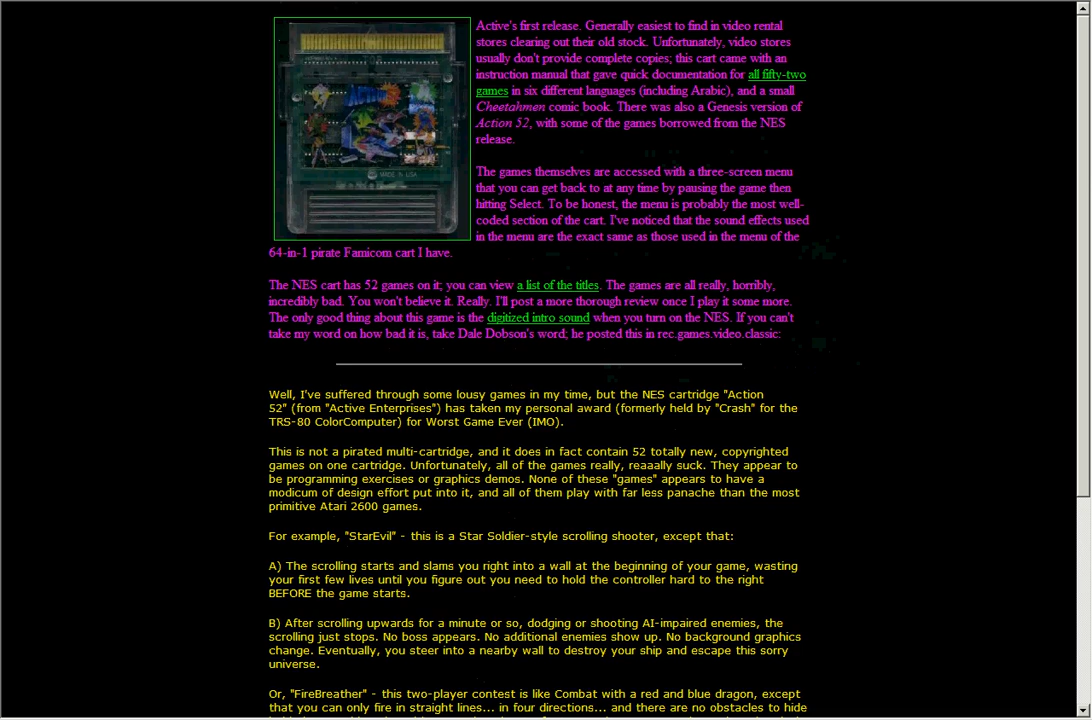 Active's first release. Generally easiest to find in video rental
stores clearing out their old stock. Unfortunately, video stores
usually don't provide complete copies; this cart came with an
instruction manual that gave quick documentation for all fifty-two
games in six different languages (including Arabic), and a small
Cheetahmen comic book. There was also a Genesis version of
Action 52, with some of the games borrowed from the NES
release.
The games themselves are accessed with a three-screen menu
that you can get back to at any time by pausing the game then
hitting Select. To be honest, the menu is probably the most well-
coded section of the cart. I've noticed that the sound effects used
in the menu are the exact same as those used in the menu of the
64-in-1 pirate Famicom cart I have.
MADE IN USA
The NES cart has 52 games on it; you can view a list of the titles. The games are all really, horribly,
incredibly bad. You won't believe it. Really. I'll post a more thorough review once I play it some more.
The only good thing about this game is the digitized intro sound when you turn on the NES. If you can't
take my word on how bad it is, take Dale Dobson's word; he posted this in rec.games.video.classic:
Well, I've suffered through some lousy games in my time, but the NES cartridge "Action
52" (from "Active Enterprises") has taken my personal award (formerly held by "Crash" for the
TRS-80 ColorComputer) for Worst Game Ever (IMO).
This is not a pirated multi-cartridge, and it does in fact contain 52 totally new, copyrighted
games on one cartridge. Unfortunately, all of the games really, reaaally suck. They appear to
be programming exercises or graphics demos. None of these "games" appears to have a
modicum of design effort put into it, and all of them play with far less panache than the most
primitive Atari 2600 games.
For example, "StarEvil" - this is a Star Soldier-style scrolling shooter, except that:
A) The scrolling starts and slams you right into a wall at the beginning of your game, wasting
your first few lives until you figure out you need to hold the controller hard to the right
BEFORE the game starts.
B) After scrolling upwards for a minute or so, dodging or shooting AI-impaired enemies, the
scrolling just stops. No boss appears. No additional enemies show up. No background graphics
change. Eventually, you steer into a nearby wall to destroy your ship and escape this sorry
universe.
Or, "FireBreather" - this two-player contest is like Combat with a red and blue dragon, except
that you can only fire in straight lines... in four directions... and there are no obstacles to hide